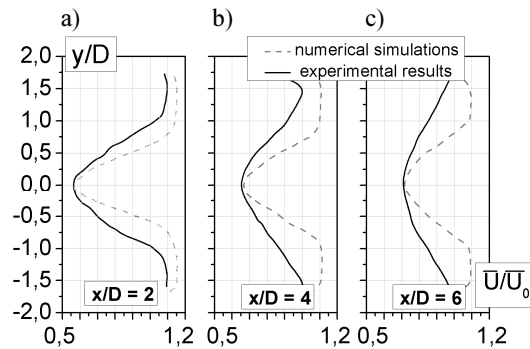 a) b) c)
2,0
y/D
numerical simulations
experimental results
1,5
1,0
0,5
0,0
-0,5
-1,0
-1,5
-2,0
x/D = 2
x/D = 4
x/D = 6
U/U0
0,5 1,2 0,5 1,2 0,5 1,2